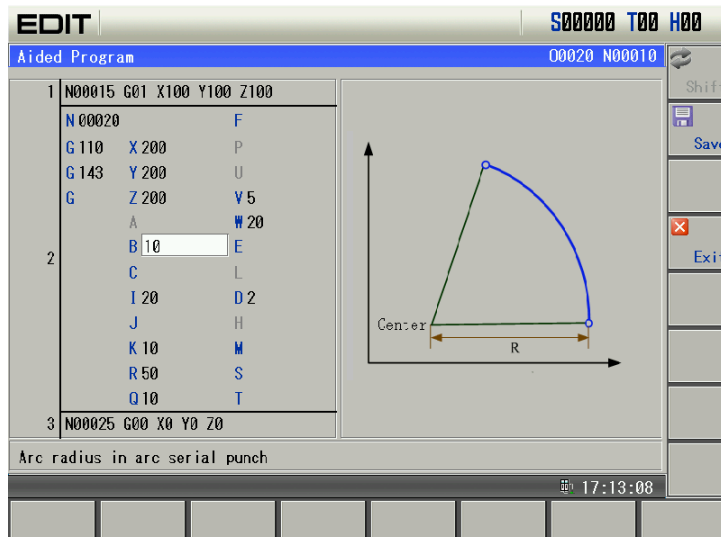 EDIT S00000 T00 H00
Aided Program O0020 N00010
Shif
Save
Exit
1 N00015 G01 X100 Y100 Z100
2
N 00020 F
G 110 X 200 P
G 143 Y 200 U
G Z 200 V 5
A W 20
B 10 E
C L
I 20 D 2
J H
K 10 M
R 50 S
Q 10 T
Center
R
3 N00025 G00 X0 Y0 Z0
Arc radius in arc serial punch
17:13:08